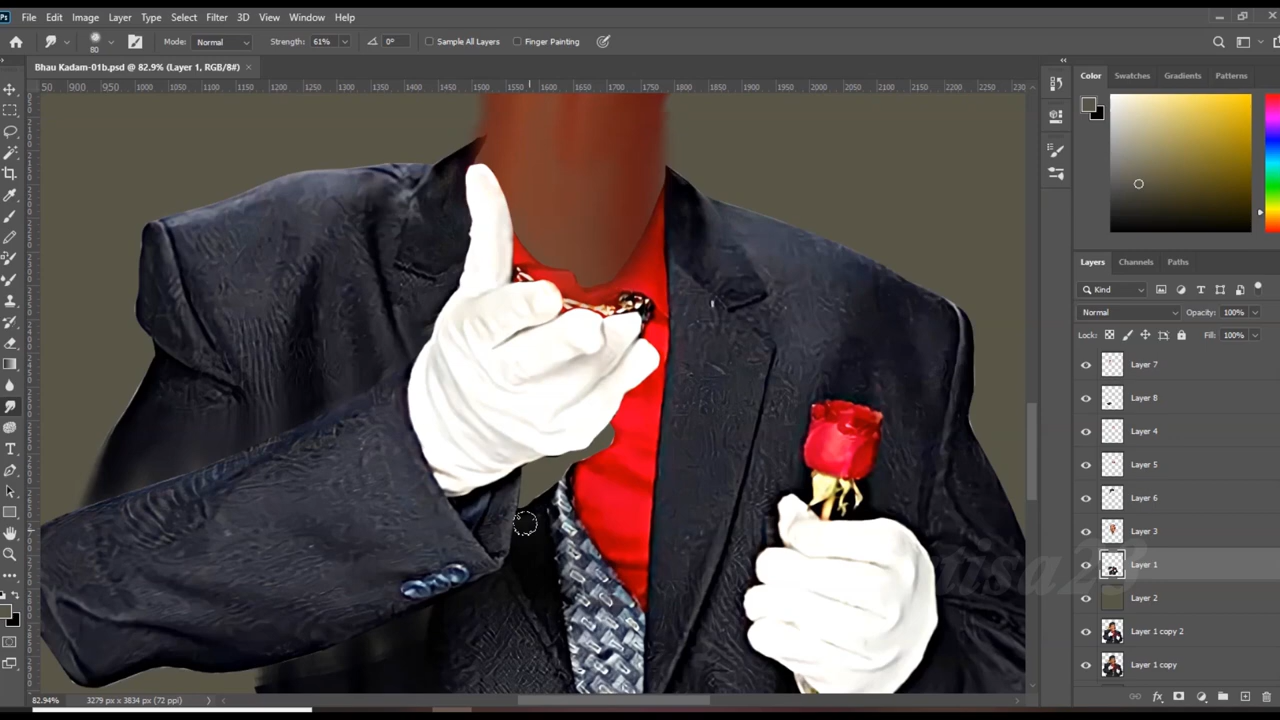 Ps File Edit Image Layer Type Select Filter 3D View Window Help
80 Mode: Normal Strength: 61% 0° Sample All Layers Finger Painting
Bhau Kadam-01b.psd @ 82.9% (Layer 1, RGB/8#) ×
Color Swatches Gradients Patterns
50 900 950 1000 1050 1100 1150 1200 1250 1300 1350 1400 1450 1500 1550 1600 1650 1700 1750 1800 1850 1900 1950 2000 2050 2100 2150 2200 2250 230
Layers Channels Paths
Kind
Normal Opacity: 100%
Lock: Fill: 100%
Layer 7
Layer 8
Layer 4
Layer 5
Layer 6
Layer 3
Layer 1
Layer 2
Layer 1 copy 2
Layer 1 copy
82.94% 3279 px x 3834 px (72 ppi)